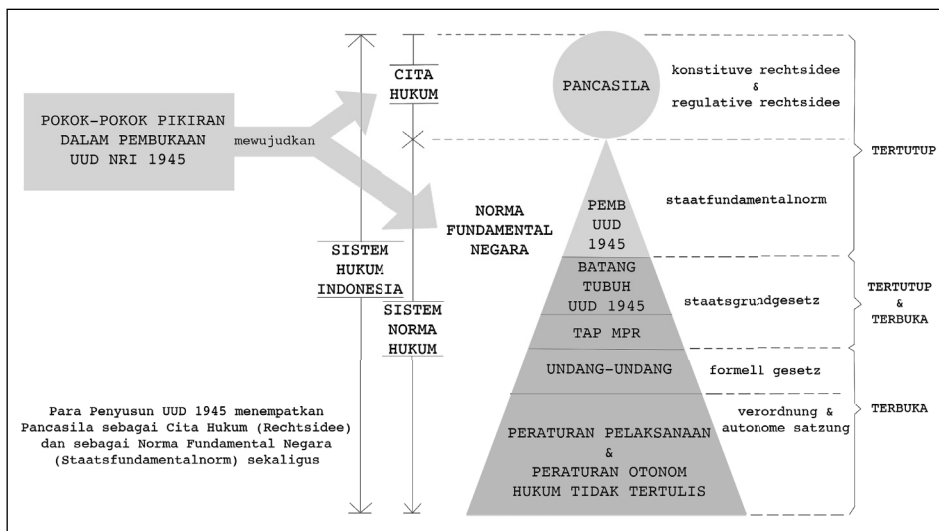 POKOK-POKOK PIKIRAN
DALAM PEMBUKAAN
UUD NRI 1945
mewujudkan
CITA
HUKUM
NORMA
FUNDAMENTAL
NEGARA
SISTEM
HUKUM
INDONESIA
SISTEM
NORMA
HUKUM
Para Penyusun UUD 1945 menempatkan
Pancasila sebagai Cita Hukum (Rechtsidee)
dan sebagai Norma Fundamental Negara
(Staatsfundamentalnorm) sekaligus
PANCASILA
PEMB
UUD
1945
BATANG
TUBUH
UUD 1945
TAP MPR
UNDANG-UNDANG
PERATURAN PELAKSANAAN
&
PERATURAN OTONOM
HUKUM TIDAK TERTULIS
konstituve rechtsidee
&
regulative rechtsidee
staatfundamentalnorm
staatsgrundgesetz
formell gesetz
verordnung &
autonome satzung
TERTUTUP
TERTUTUP
&
TERBUKA
TERBUKA